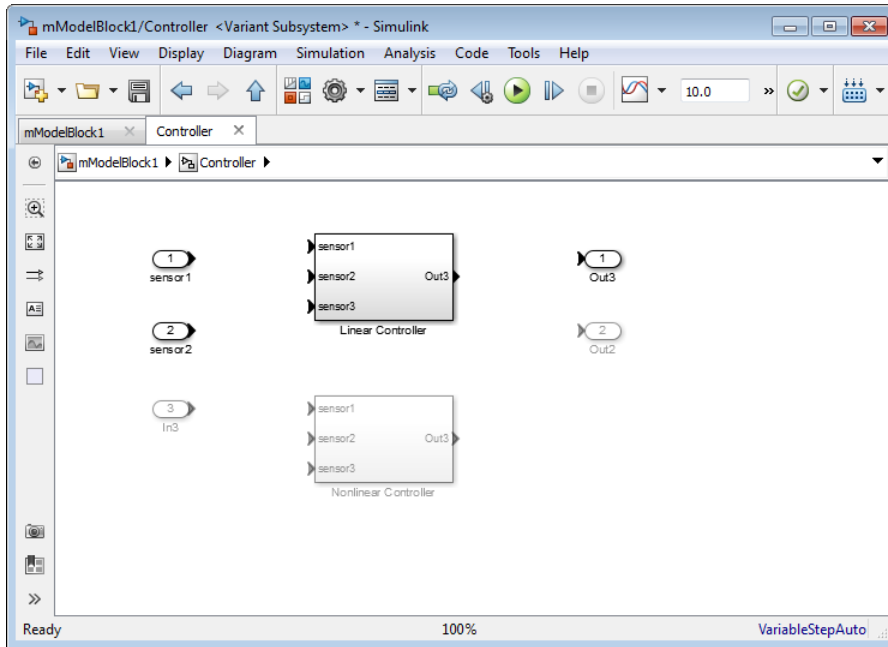 mModelBlock1/Controller <Variant Subsystem> * - Simulink
File Edit View Display Diagram Simulation Analysis Code Tools Help
10.0 »
mModelBlock1 Controller
mModelBlock1 Controller
1
sensor1
2
sensor2
3
In3
sensor1
sensor2 Out3
sensor3
Linear Controller
sensor1
sensor2 Out3
sensor3
Nonlinear Controller
1
Out3
2
Out2
Ready 100% VariableStepAuto